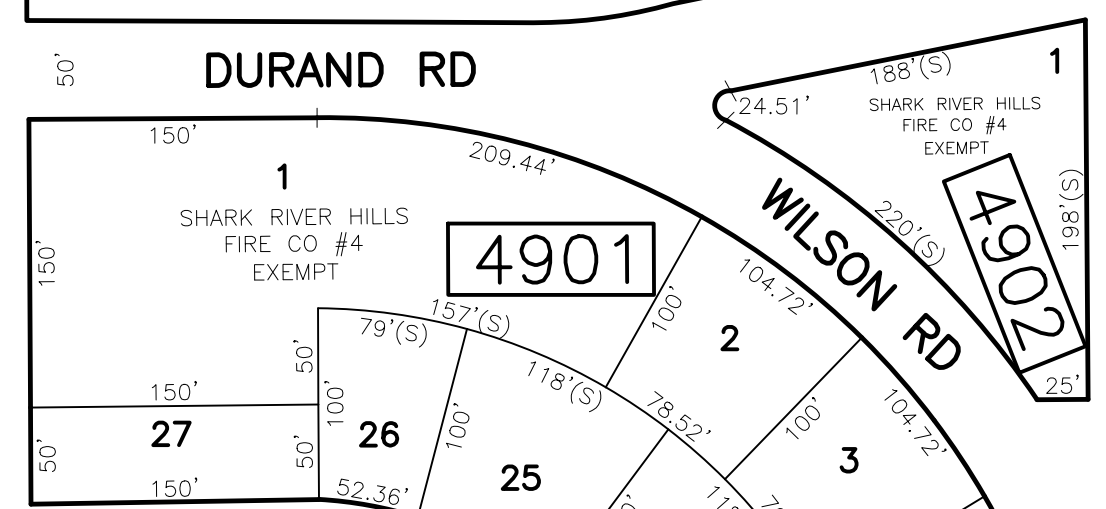 50'
DURAND RD
188'(S)
1
24.51'
SHARK RIVER HILLS
FIRE CO #4
EXEMPT
150'
209.44'
1
SHARK RIVER HILLS
FIRE CO #4
EXEMPT
150'
4901
WILSON RD
220'(S)
4902
198'(S)
25'
104.72'
100'
2
157'(S)
79'(S)
50'
118'(S)
78.52'
150'
100'
26
100'
100'
104.72'
27
50'
50'
25
3
150'
52.36'